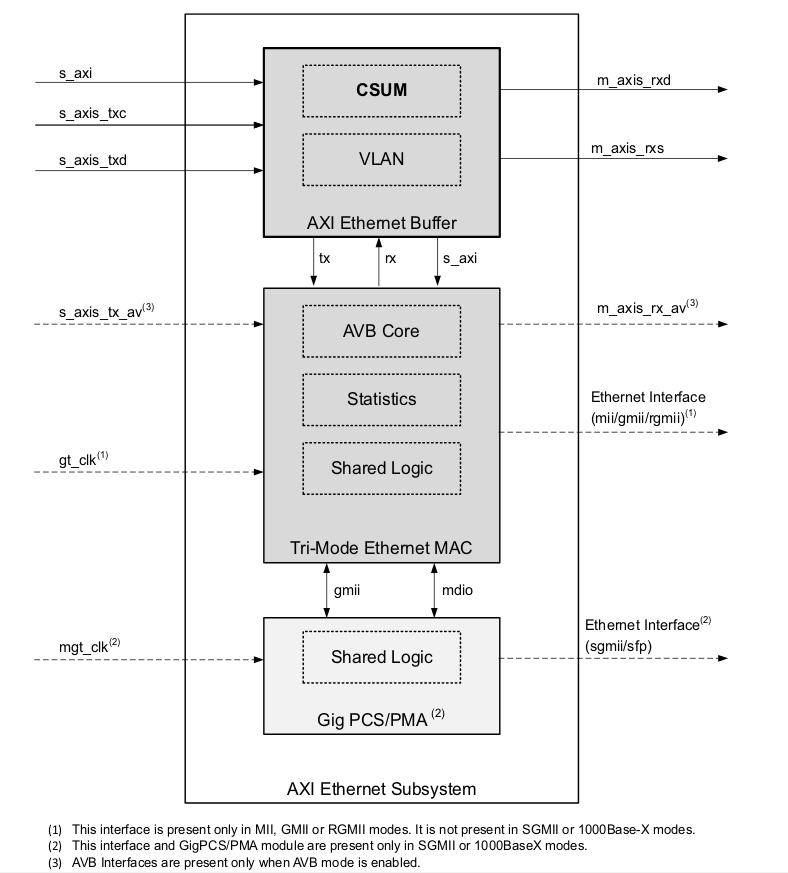 s_axi
s_axis_txc
s_axis_txd
CSUM
VLAN
AXI Ethernet Buffer
m_axis_rxd
m_axis_rxs
tx
rx
s_axi
s_axis_tx_av(3)
gt_clk(1)
AVB Core
Statistics
Shared Logic
Tri-Mode Ethernet MAC
m_axis_rx_av(3)
Ethernet Interface
(mii/gmii/rgmii)(1)
gmii
mdio
mgt_clk(2)
Shared Logic
Gig PCS/PMA (2)
Ethernet Interface(2)
(sgmii/sfp)
AXI Ethernet Subsystem
(1) This interface is present only in MII, GMII or RGMII modes. It is not present in SGMII or 1000Base-X modes.
(2) This interface and GigPCS/PMA module are present only in SGMII or 1000BaseX modes.
(3) AVB Interfaces are present only when AVB mode is enabled.